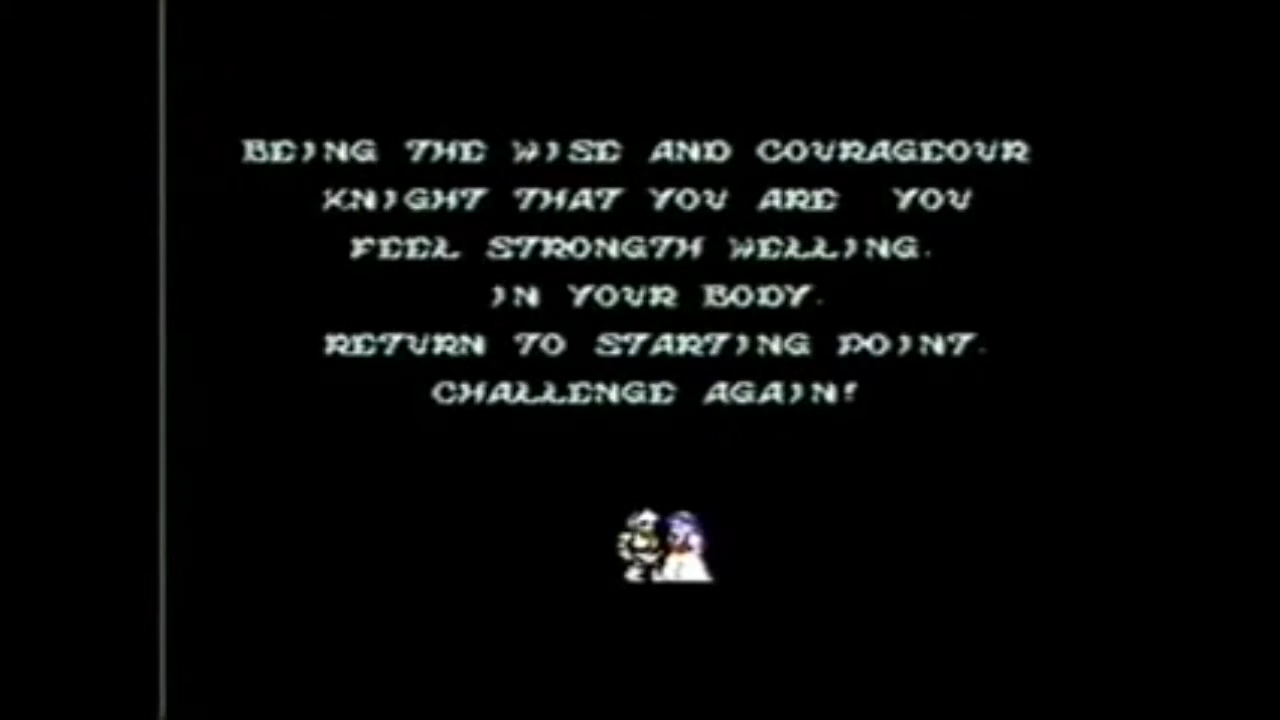 BEING THE WISE AND COURAGEOUR
KNIGHT THAT YOU ARE YOU
FEEL STRONGTH WELLING.
IN YOUR BODY.
RETURN TO STARTING POINT.
CHALLENGE AGAIN!